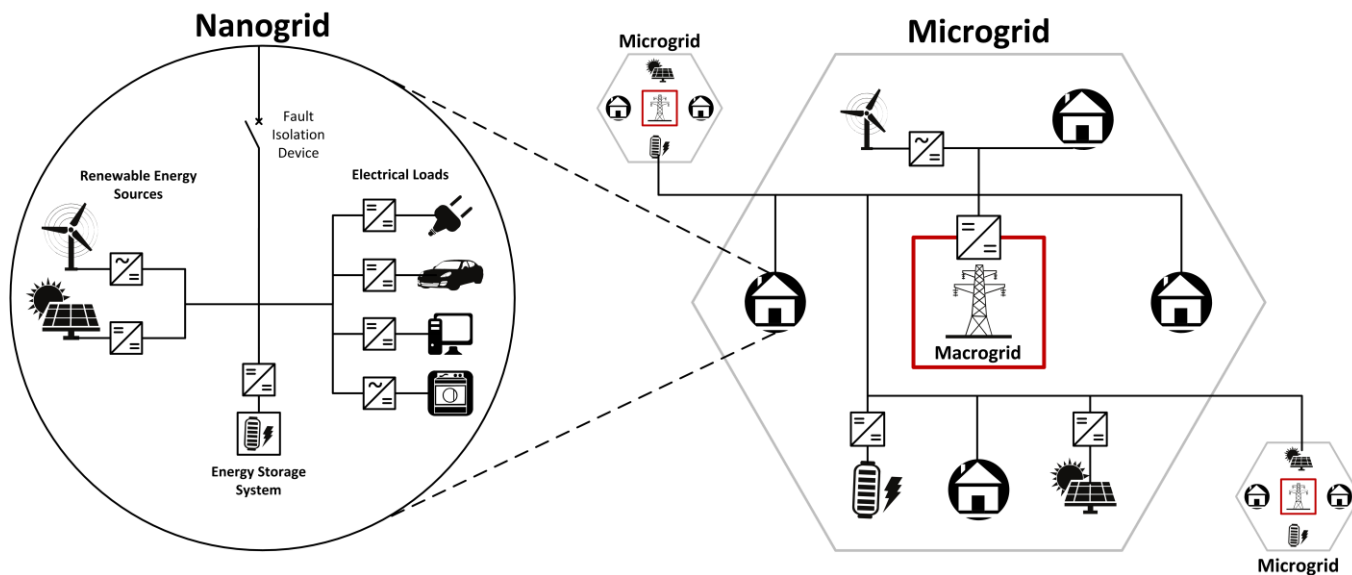 Nanogrid
Fault
Isolation
Device
Renewable Energy
Sources
Electrical Loads
Energy Storage
System
Microgrid
Microgrid
Macrogrid
Microgrid